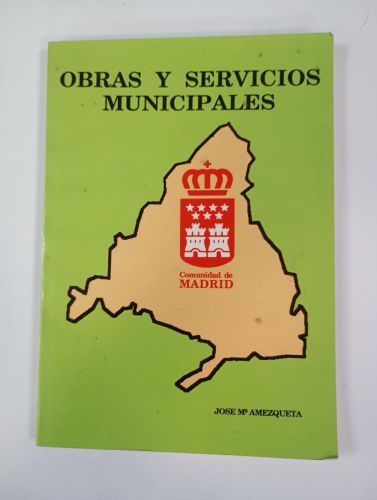 OBRAS Y SERVICIOS
MUNICIPALES
Comunidad de
MADRID
JOSE Mª AMEZQUETA